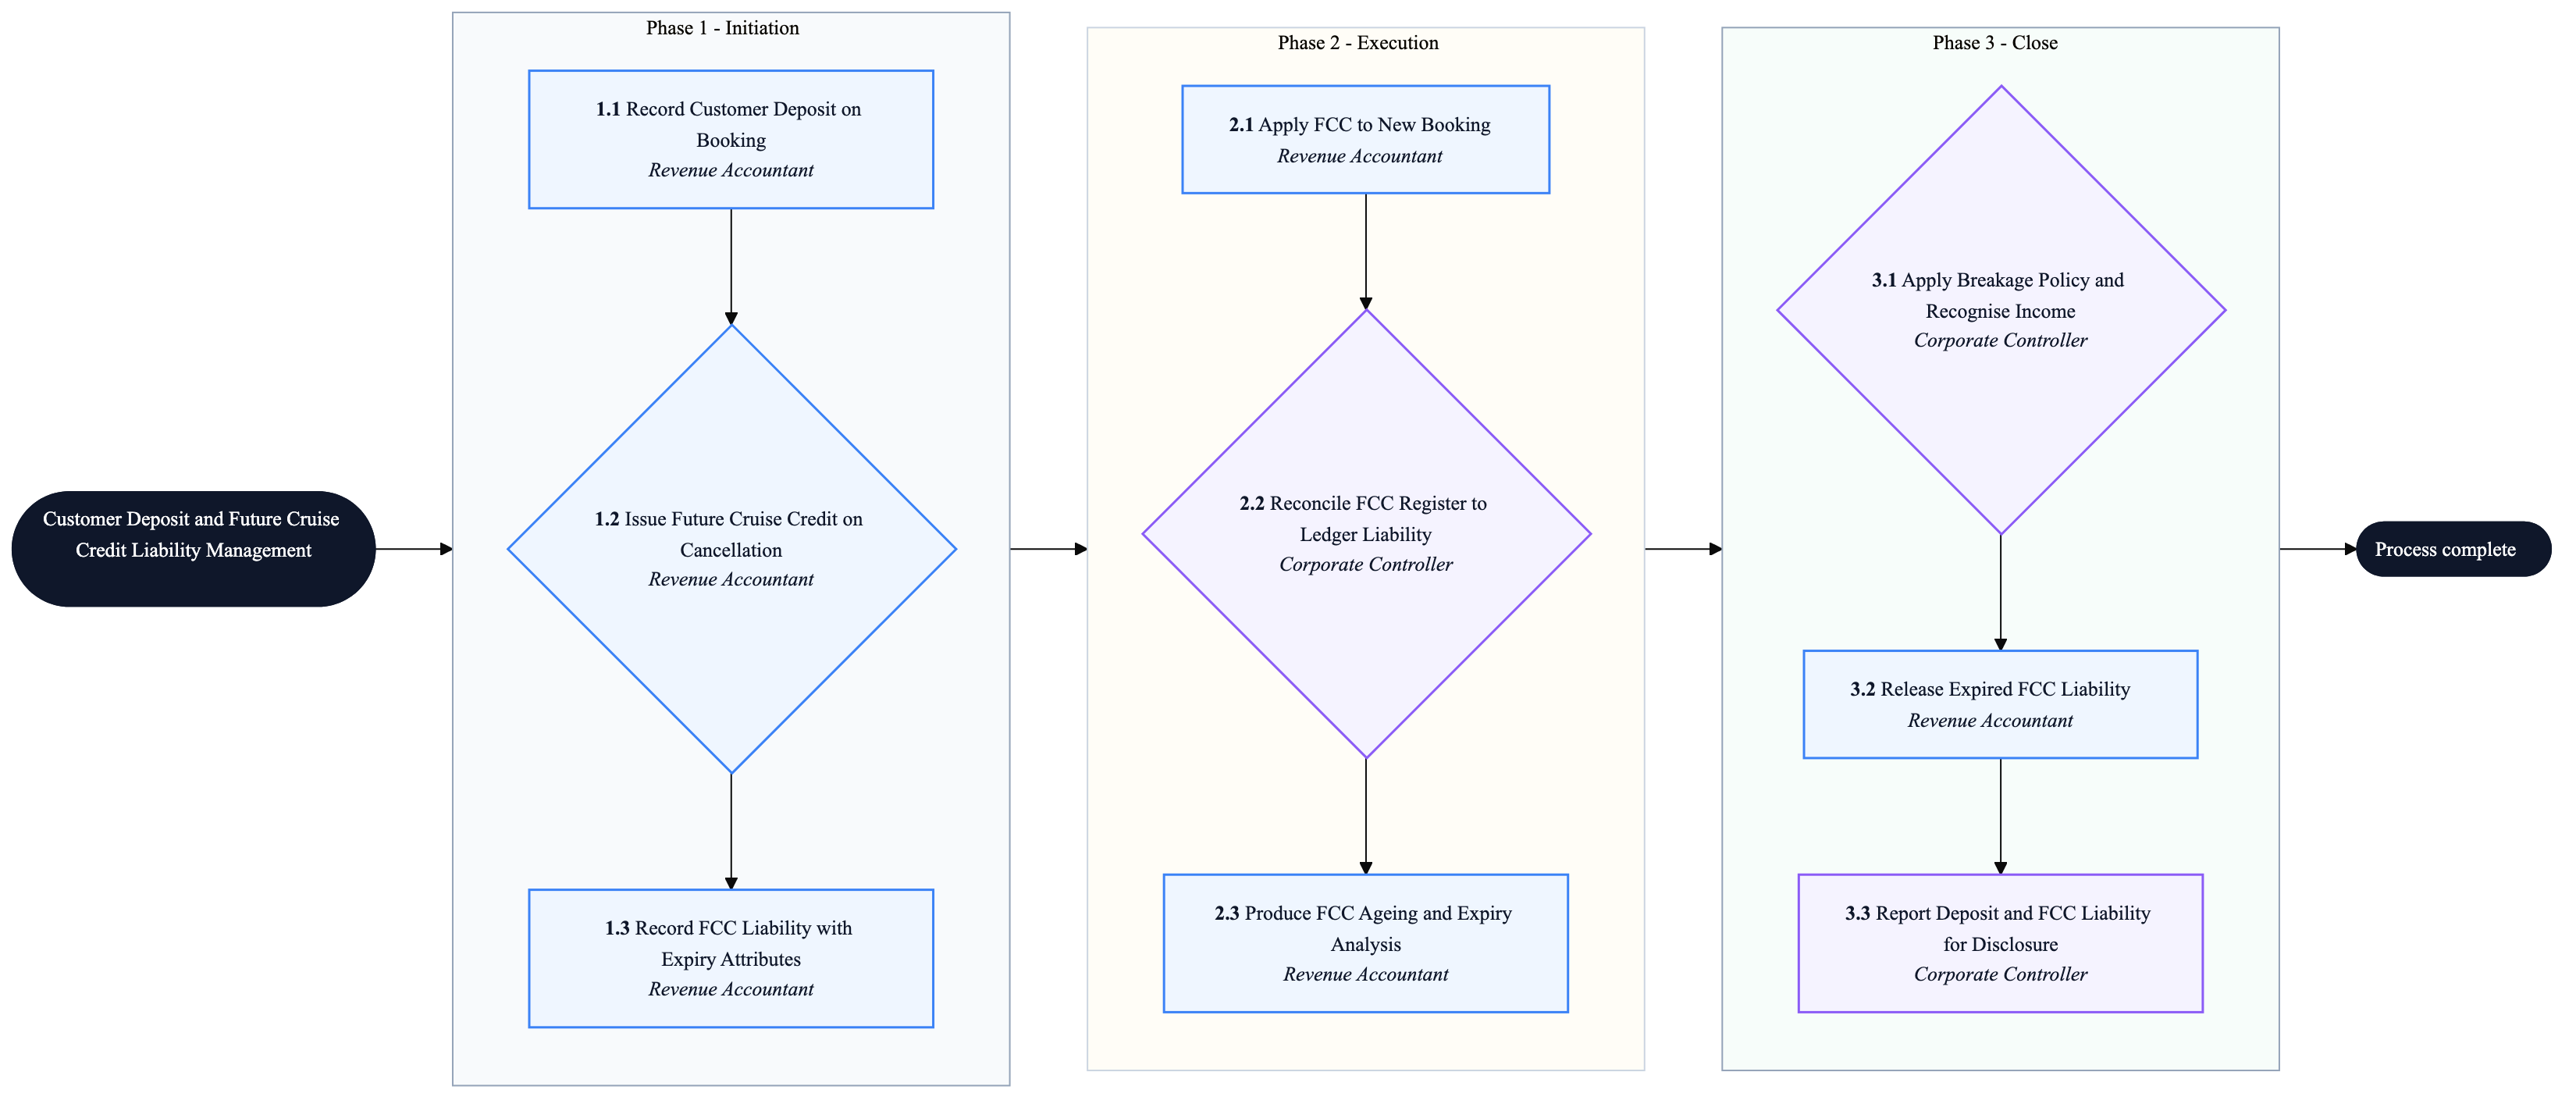 Customer Deposit and Future Cruise
Credit Liability Management
Phase 1 - Initiation
1.1 Record Customer Deposit on
Booking
Revenue Accountant
1.2 Issue Future Cruise Credit on
Cancellation
Revenue Accountant
1.3 Record FCC Liability with
Expiry Attributes
Revenue Accountant
Phase 2 - Execution
2.1 Apply FCC to New Booking
Revenue Accountant
2.2 Reconcile FCC Register to
Ledger Liability
Corporate Controller
2.3 Produce FCC Ageing and Expiry
Analysis
Revenue Accountant
Phase 3 - Close
3.1 Apply Breakage Policy and
Recognise Income
Corporate Controller
3.2 Release Expired FCC Liability
Revenue Accountant
3.3 Report Deposit and FCC Liability
for Disclosure
Corporate Controller
Process complete